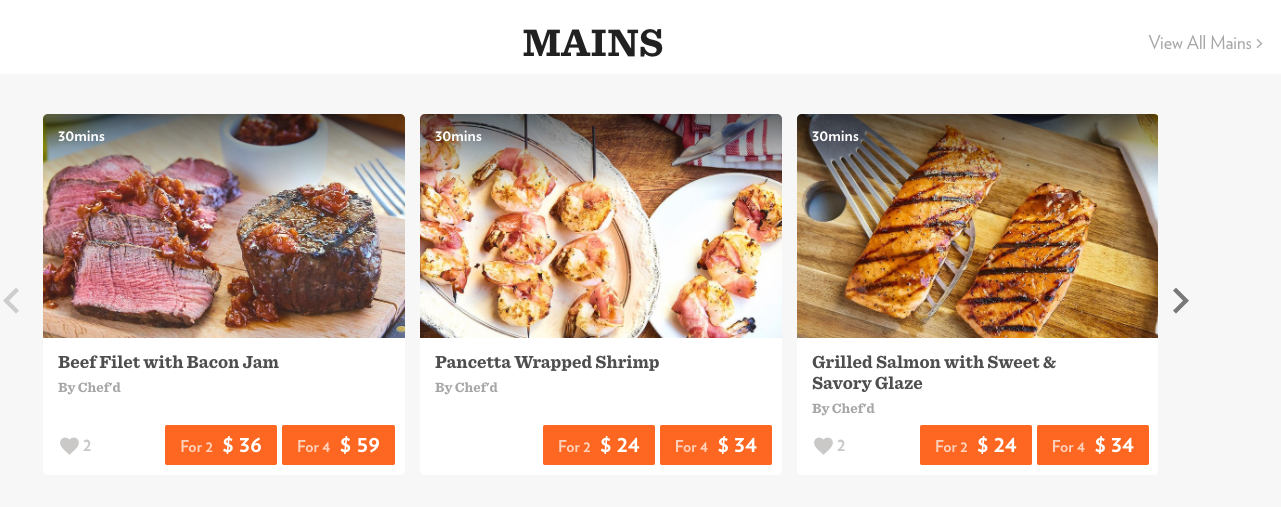 MAINS
View All Mains >
30mins
30mins
30mins
Beef Filet with Bacon Jam
By Chef'd
2
For 2 $ 36
For 4 $ 59
Pancetta Wrapped Shrimp
By Chef'd
For 2 $ 24
For 4 $ 34
Grilled Salmon with Sweet &
Savory Glaze
By Chef'd
2
For 2 $ 24
For 4 $ 34